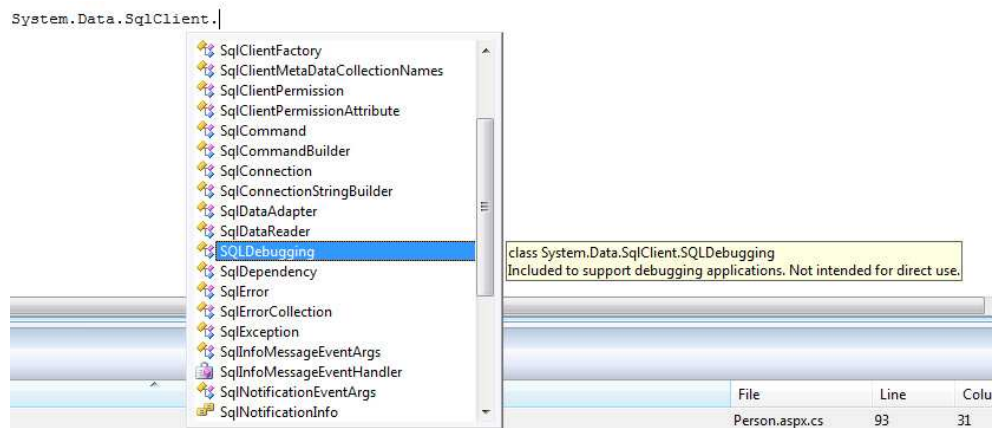 System.Data.SqlClient.
SqlClientFactory
SqlClientMetaDataCollectionNames
SqlClientPermission
SqlClientPermissionAttribute
SqlCommand
SqlCommandBuilder
SqlConnection
SqlConnectionStringBuilder
SqlDataAdapter
SqlDataReader
SQLDebugging
class System.Data.SqlClient.SQLDebugging
Included to support debugging applications. Not intended for direct use.
SqlDependency
SqlError
SqlErrorCollection
SqlException
SqlInfoMessageEventArgs
SqlInfoMessageEventHandler
SqlNotificationEventArgs
SqlNotificationInfo
File Line Colu
Person.aspx.cs 93 31